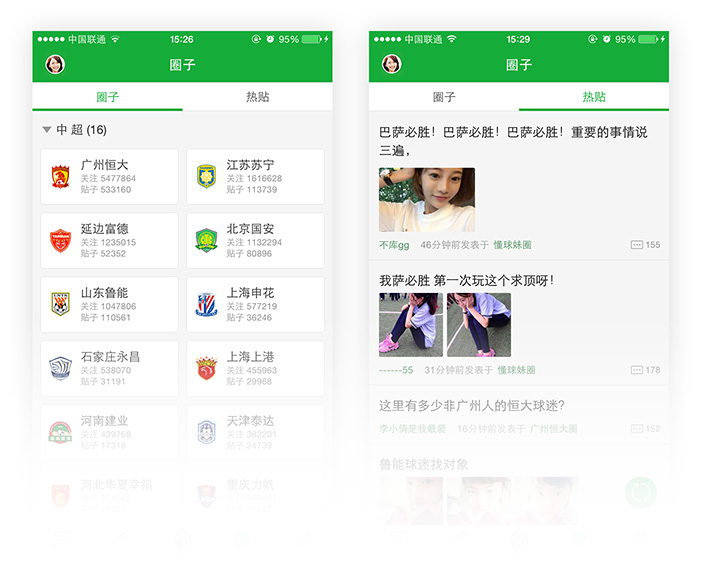 中国联通 15:26 95%
圈子
圈子 热贴
中 超 (16)
广州恒大
关注 5477864
贴子 533160
江苏苏宁
关注 1616628
贴子 113739
延边富德
关注 1235015
贴子 52352
北京国安
关注 1132294
贴子 80896
山东鲁能
关注 1047806
贴子 110561
上海申花
关注 577219
贴子 36246
石家庄永昌
关注 538070
贴子 31191
上海上港
关注 455963
贴子 29968
河南建业
关注 439768
贴子 17318
天津泰达
关注 382201
贴子 24739
河北华夏幸福
重庆力帆
中国联通 15:29 95%
圈子
圈子 热贴
巴萨必胜！巴萨必胜！巴萨必胜！重要的事情说
三遍，
不库gg 46分钟前发表于 懂球妹圈 155
我萨必胜 第一次玩这个求顶呀！
------55 31分钟前发表于 懂球妹圈 178
这里有多少非广州人的恒大球迷?
李小倩是我最爱 16分钟前发表于 广州恒大圈 152
鲁能球迷找对象